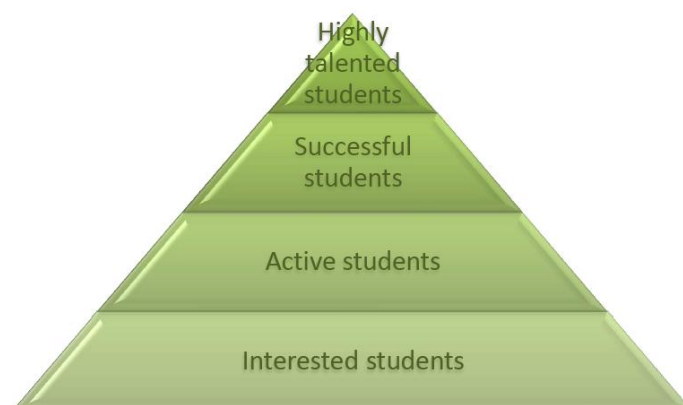 Highly
talented
students
Successful
students
Active students
Interested students